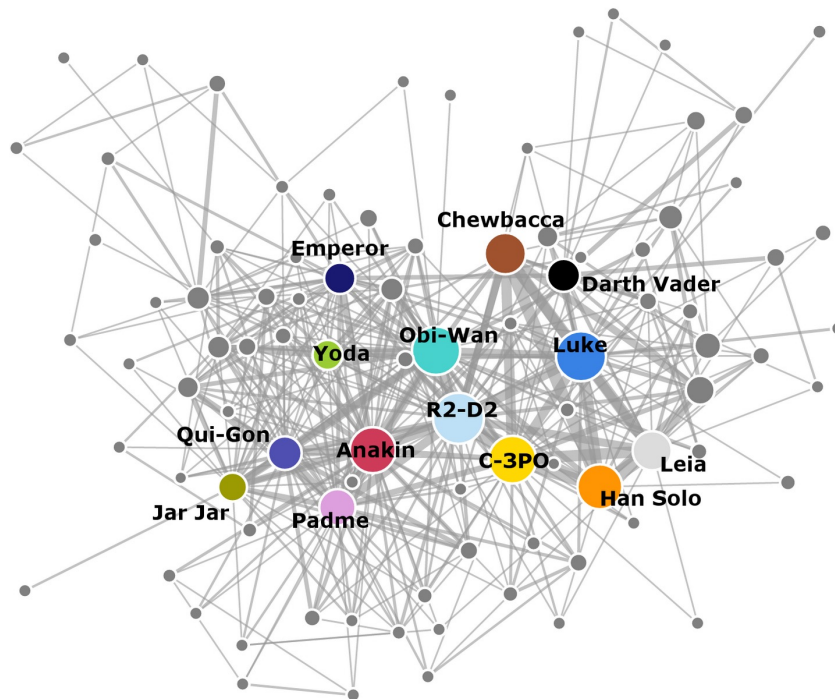 Chewbacca
Emperor
Darth Vader
Obi-Wan
Luke
Yoda
R2-D2
Qui-Gon
Anakin
C-3PO
Leia
Han Solo
Jar Jar
Padme